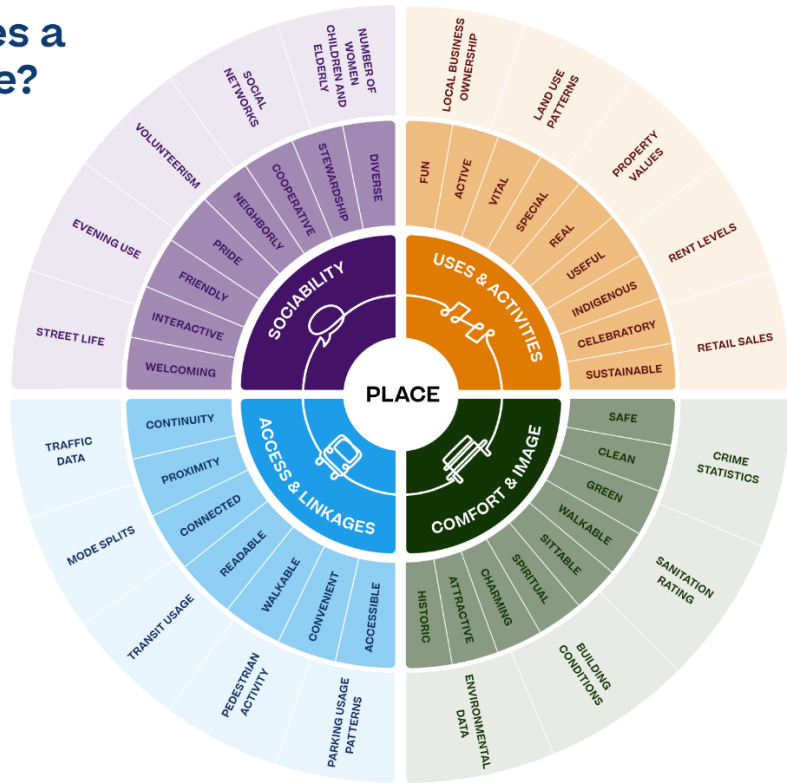 es a
e?
NUMBER OF
WOMEN
CHILDREN AND
ELDERLY
SOCIAL
NETWORKS
VOLUNTEERISM
EVENING USE
STREET LIFE
DIVERSE
STEWARDSHIP
COOPERATIVE
NEIGHBORLY
PRIDE
FRIENDLY
INTERACTIVE
WELCOMING
SOCIABILITY
LOCAL BUSINESS
OWNERSHIP
LAND USE
PATTERNS
PROPERTY
VALUES
RENT LEVELS
RETAIL SALES
FUN
ACTIVE
VITAL
SPECIAL
REAL
USEFUL
INDIGENOUS
CELEBRATORY
SUSTAINABLE
USES & ACTIVITIES
PLACE
ACCESS & LINKAGES
CONTINUITY
PROXIMITY
CONNECTED
READABLE
WALKABLE
CONVENIENT
ACCESSIBLE
TRAFFIC
DATA
MODE SPLITS
TRANSIT USAGE
PEDESTRIAN
ACTIVITY
PARKING USAGE
PATTERNS
COMFORT & IMAGE
SAFE
CLEAN
GREEN
WALKABLE
SITTABLE
SPIRITUAL
CHARMING
ATTRACTIVE
HISTORIC
CRIME
STATISTICS
SANITATION
RATING
BUILDING
CONDITIONS
ENVIRONMENTAL
DATA